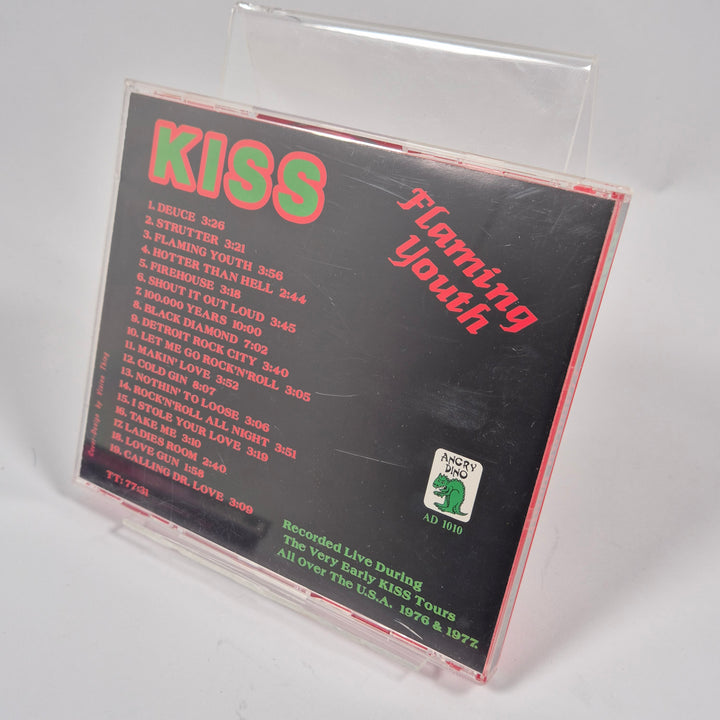 KISS
Flaming
Youth
1. DEUCE 3:26
2. STRUTTER 3:21
3. FLAMING YOUTH 3:56
4. HOTTER THAN HELL 2:44
5. FIREHOUSE 3:18
6. SHOUT IT OUT LOUD 3:45
7. 100.000 YEARS 10:00
8. BLACK DIAMOND 7:02
9. DETROIT ROCK CITY 3:40
10. LET ME GO ROCK'N'ROLL 3:05
11. MAKIN' LOVE 3:52
12. COLD GIN 8:07
13. NOTHIN' TO LOOSE 3:06
14. ROCK'N'ROLL ALL NIGHT 3:51
15. I STOLE YOUR LOVE 3:19
16. TAKE ME 3:10
17. LADIES ROOM 2:40
18. LOVE GUN 1:58
19. CALLING DR. LOVE 3:09
TT: 77:31
ANGRY
DINO
AD 1010
Recorded Live During
The Very Early KISS Tours
All Over The U.S.A. 1976 & 1977.